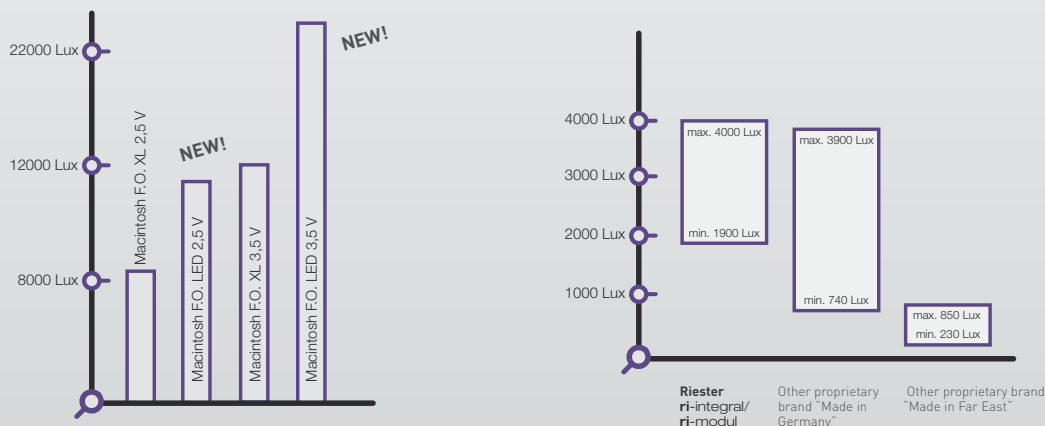 22000 Lux
12000 Lux
8000 Lux
Macintosh F.O. XL 2,5 V
NEW!
Macintosh F.O. LED 2,5 V
Macintosh F.O. XL 3,5 V
Macintosh F.O. LED 3,5 V
NEW!
4000 Lux
3000 Lux
2000 Lux
1000 Lux
max. 4000 Lux
min. 1900 Lux
max. 3900 Lux
min. 740 Lux
max. 850 Lux
min. 230 Lux
Riester
ri-integral/
ri-modul
Other proprietary
brand "Made in
Germany"
Other proprietary brand
"Made in Far East"